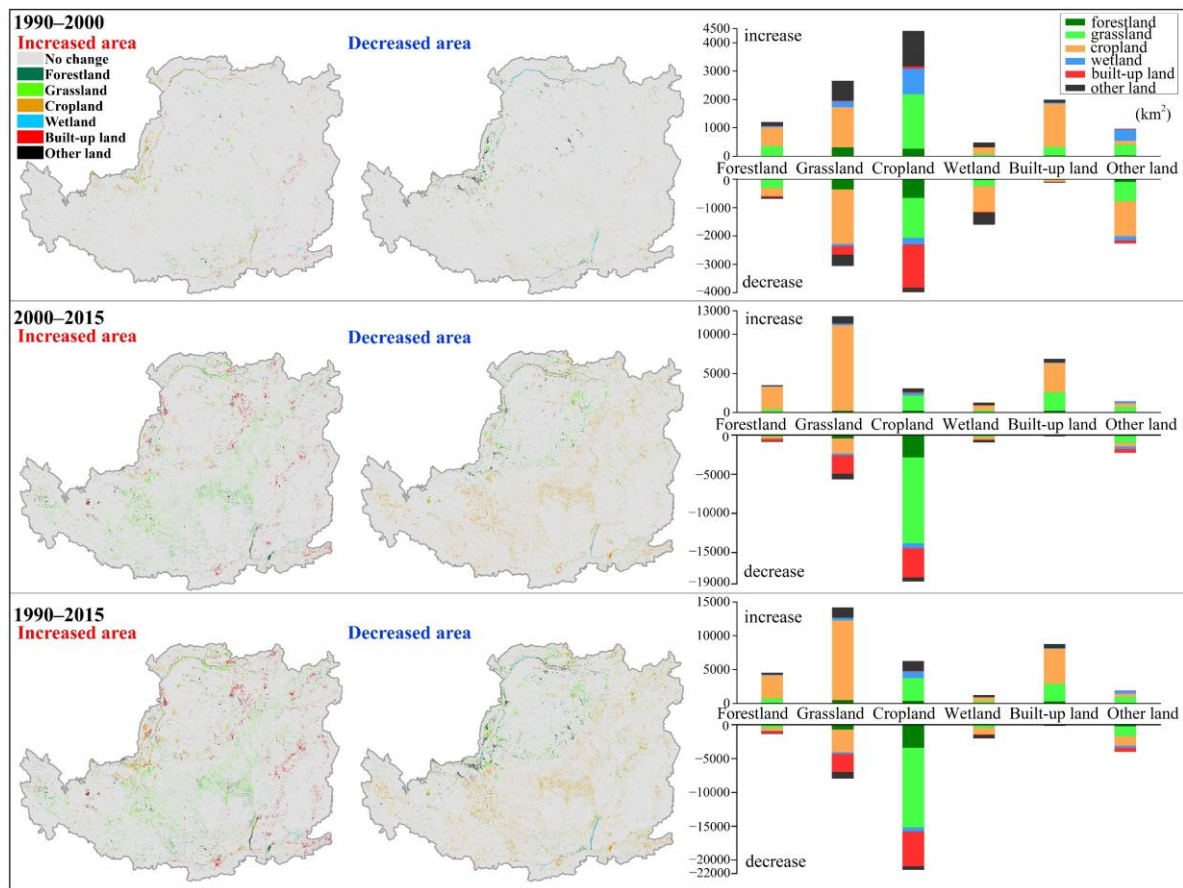 1990–2000
Increased area
No change
Forestland
Grassland
Cropland
Wetland
Built-up land
Other land
Decreased area
4500
4000
3000
2000
1000
0
increase
forestland
grassland
cropland
wetland
built-up land
other land
(km²)
Forestland Grassland Cropland Wetland Built-up land Other land
0
−1000
−2000
−3000
−4000
decrease
2000–2015
Increased area
Decreased area
13000
10000
5000
0
increase
Forestland Grassland Cropland Wetland Built-up land Other land
0
−5000
−10000
−15000
−19000
decrease
1990–2015
Increased area
Decreased area
15000
10000
5000
0
increase
Forestland Grassland Cropland Wetland Built-up land Other land
0
−5000
−10000
−15000
−20000
−22000
decrease